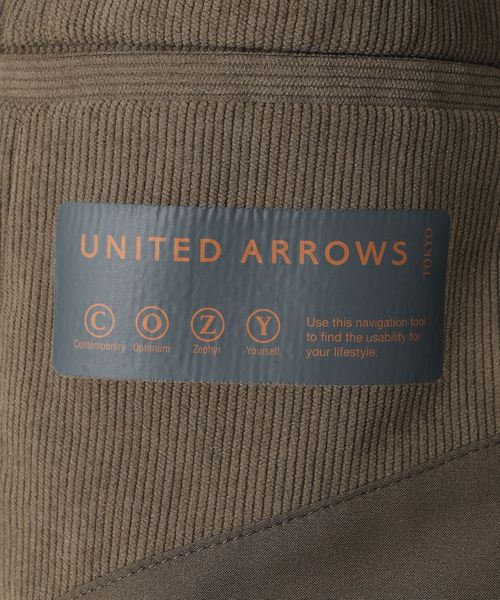 UNITED ARROWS
TOKYO
C O Z Y
Contemporary Optimum Zephyr Yourself
Use this navigation tool
to find the usability for
your lifestyle.